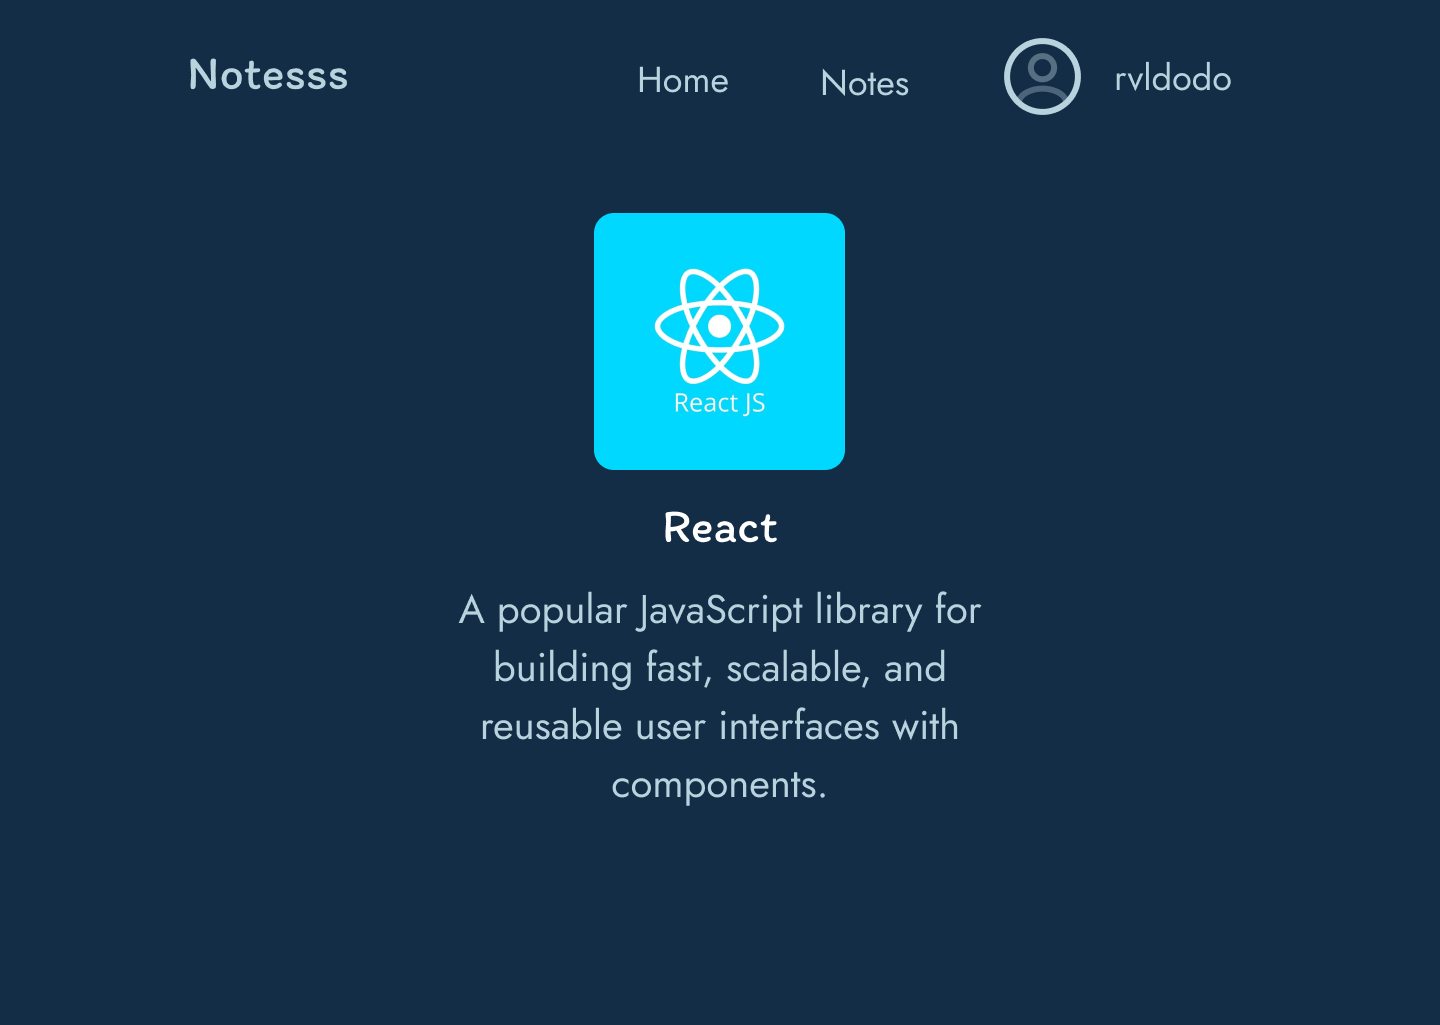 Notesss
Home
Notes
rvldodo
React JS
React
A popular JavaScript library for
building fast, scalable, and
reusable user interfaces with
components.